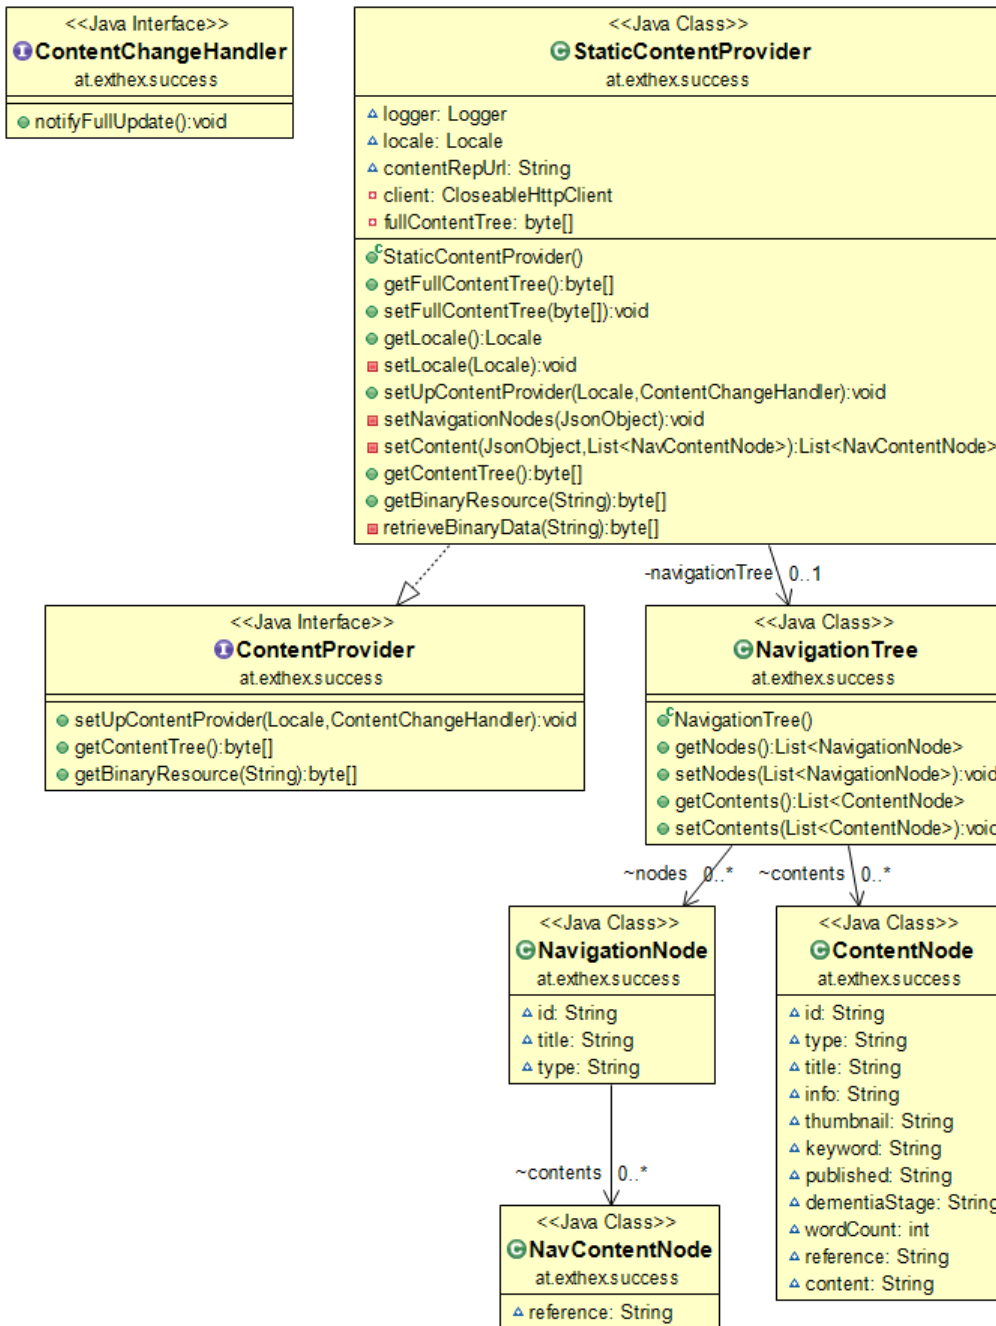 <<Java Interface>>
ContentChangeHandler
at.exthex.success
notifyFullUpdate():void
<<Java Class>>
StaticContentProvider
at.exthex.success
logger: Logger
locale: Locale
contentRepUrl: String
client: CloseableHttpClient
fullContentTree: byte[]
StaticContentProvider()
getFullContentTree():byte[]
setFullContentTree(byte[]):void
getLocale():Locale
setLocale(Locale):void
setUpContentProvider(Locale,ContentChangeHandler):void
setNavigationNodes(JsonObject):void
setContent(JsonObject,List<NavContentNode>):List<NavContentNode>
getContentTree():byte[]
getBinaryResource(String):byte[]
retrieveBinaryData(String):byte[]
-navigationTree 0..1
<<Java Interface>>
ContentProvider
at.exthex.success
setUpContentProvider(Locale,ContentChangeHandler):void
getContentTree():byte[]
getBinaryResource(String):byte[]
<<Java Class>>
NavigationTree
at.exthex.success
NavigationTree()
getNodes():List<NavigationNode>
setNodes(List<NavigationNode>):void
getContents():List<ContentNode>
setContents(List<ContentNode>):void
~nodes 0..*
~contents 0..*
<<Java Class>>
NavigationNode
at.exthex.success
id: String
title: String
type: String
<<Java Class>>
ContentNode
at.exthex.success
id: String
type: String
title: String
info: String
thumbnail: String
keyword: String
published: String
dementiaStage: String
wordCount: int
reference: String
content: String
~contents 0..*
<<Java Class>>
NavContentNode
at.exthex.success
reference: String